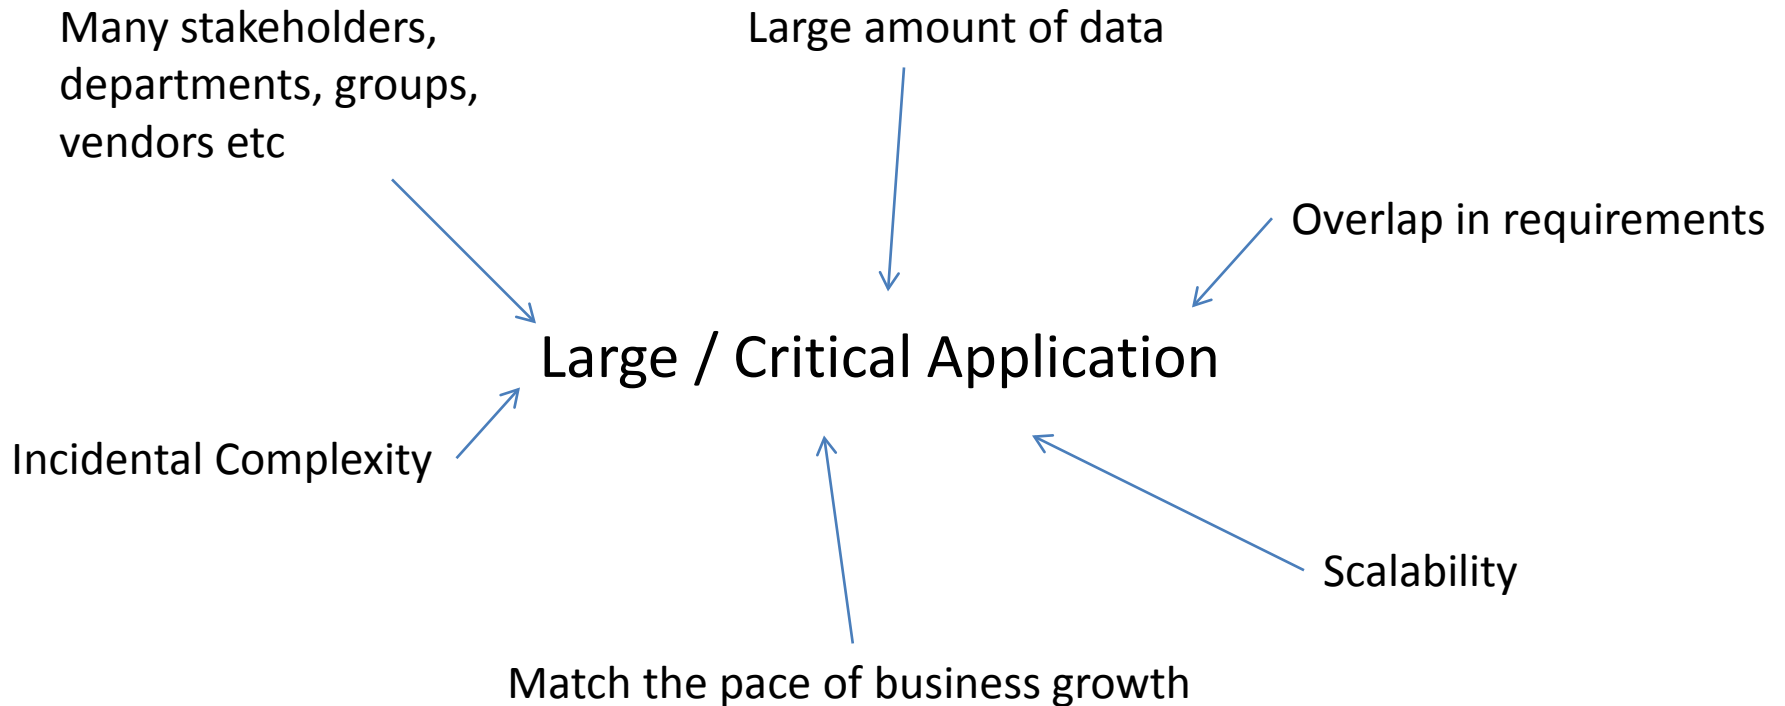 Many stakeholders,
departments, groups,
vendors etc
Large amount of data
Overlap in requirements
Large / Critical Application
Incidental Complexity
Scalability
Match the pace of business growth